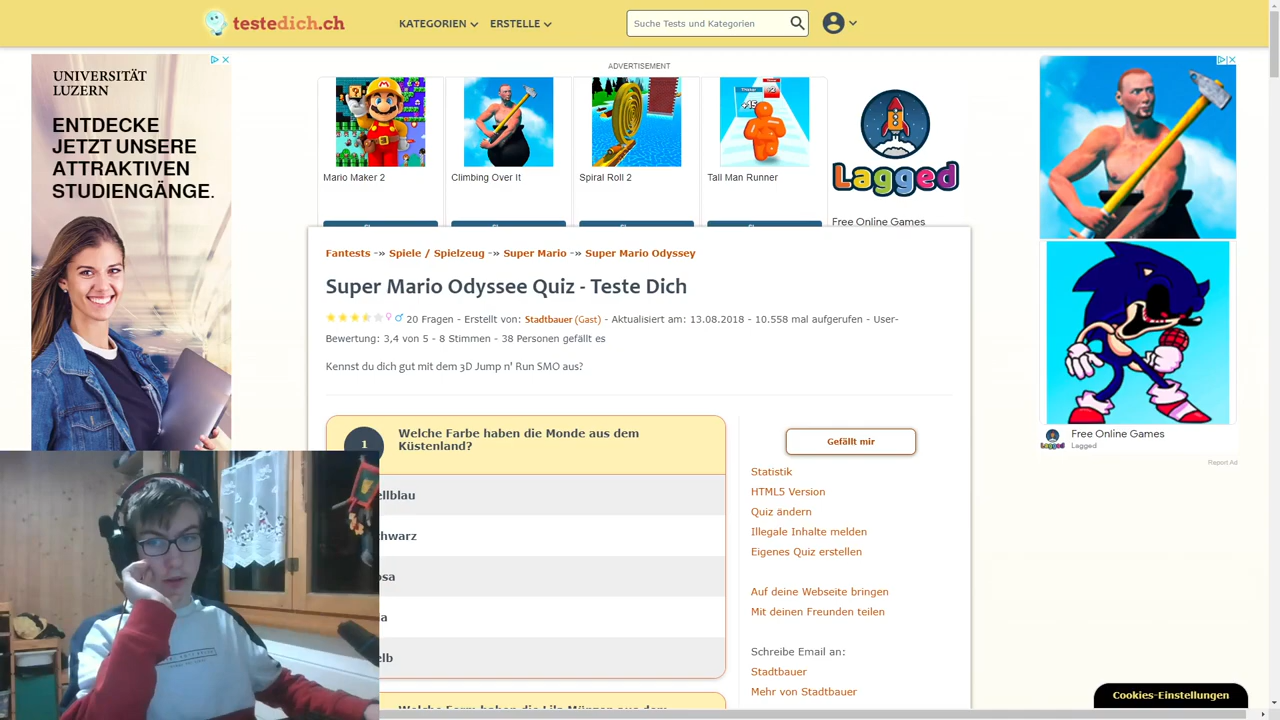 testedich.ch
KATEGORIEN
ERSTELLE
Suche Tests und Kategorien
UNIVERSITÄT
LUZERN
ENTDECKE
JETZT UNSERE
ATTRAKTIVEN
STUDIENGÄNGE.
ADVERTISEMENT
Mario Maker 2
Climbing Over It
Spiral Roll 2
Tall Man Runner
Lagged
Free Online Games
Fantests -» Spiele / Spielzeug -» Super Mario -» Super Mario Odyssey
Super Mario Odyssee Quiz - Teste Dich
20 Fragen - Erstellt von: Stadtbauer (Gast) - Aktualisiert am: 13.08.2018 - 10.558 mal aufgerufen - User-
Bewertung: 3,4 von 5 - 8 Stimmen - 38 Personen gefällt es
Kennst du dich gut mit dem 3D Jump n' Run SMO aus?
1
Welche Farbe haben die Monde aus dem
Küstenland?
ellblau
hwarz
osa
la
elb
Gefällt mir
Statistik
HTML5 Version
Quiz ändern
Illegale Inhalte melden
Eigenes Quiz erstellen
Auf deine Webseite bringen
Mit deinen Freunden teilen
Schreibe Email an:
Stadtbauer
Mehr von Stadtbauer
Free Online Games
Lagged
Report Ad
Cookies-Einstellungen